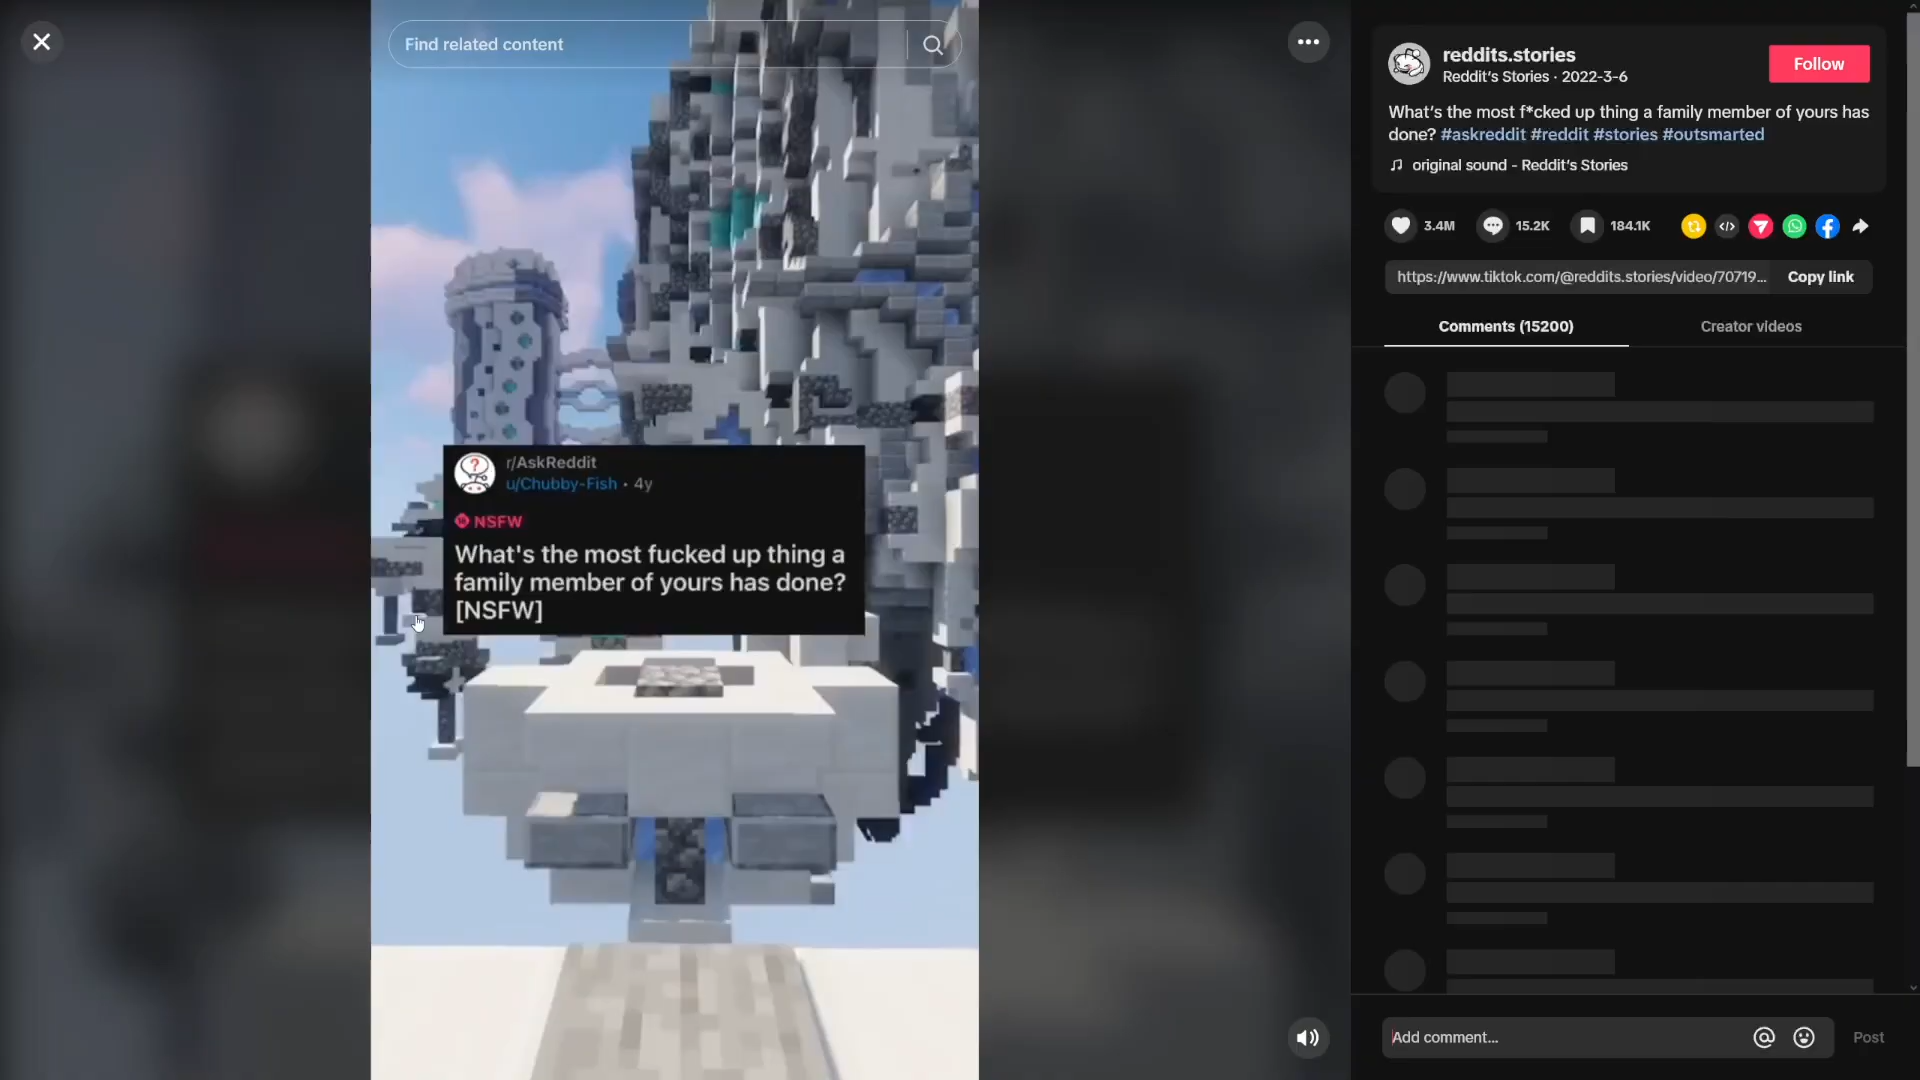 Find related content
r/AskReddit
u/Chubby-Fish • 4y
NSFW
What's the most fucked up thing a
family member of yours has done?
[NSFW]
reddits.stories
Reddit's Stories · 2022-3-6
Follow
What's the most f*cked up thing a family member of yours has
done? #askreddit #reddit #stories #outsmarted
original sound - Reddit's Stories
3.4M
15.2K
184.1K
https://www.tiktok.com/@reddits.stories/video/70719...
Copy link
Comments (15200)
Creator videos
Add comment...
Post